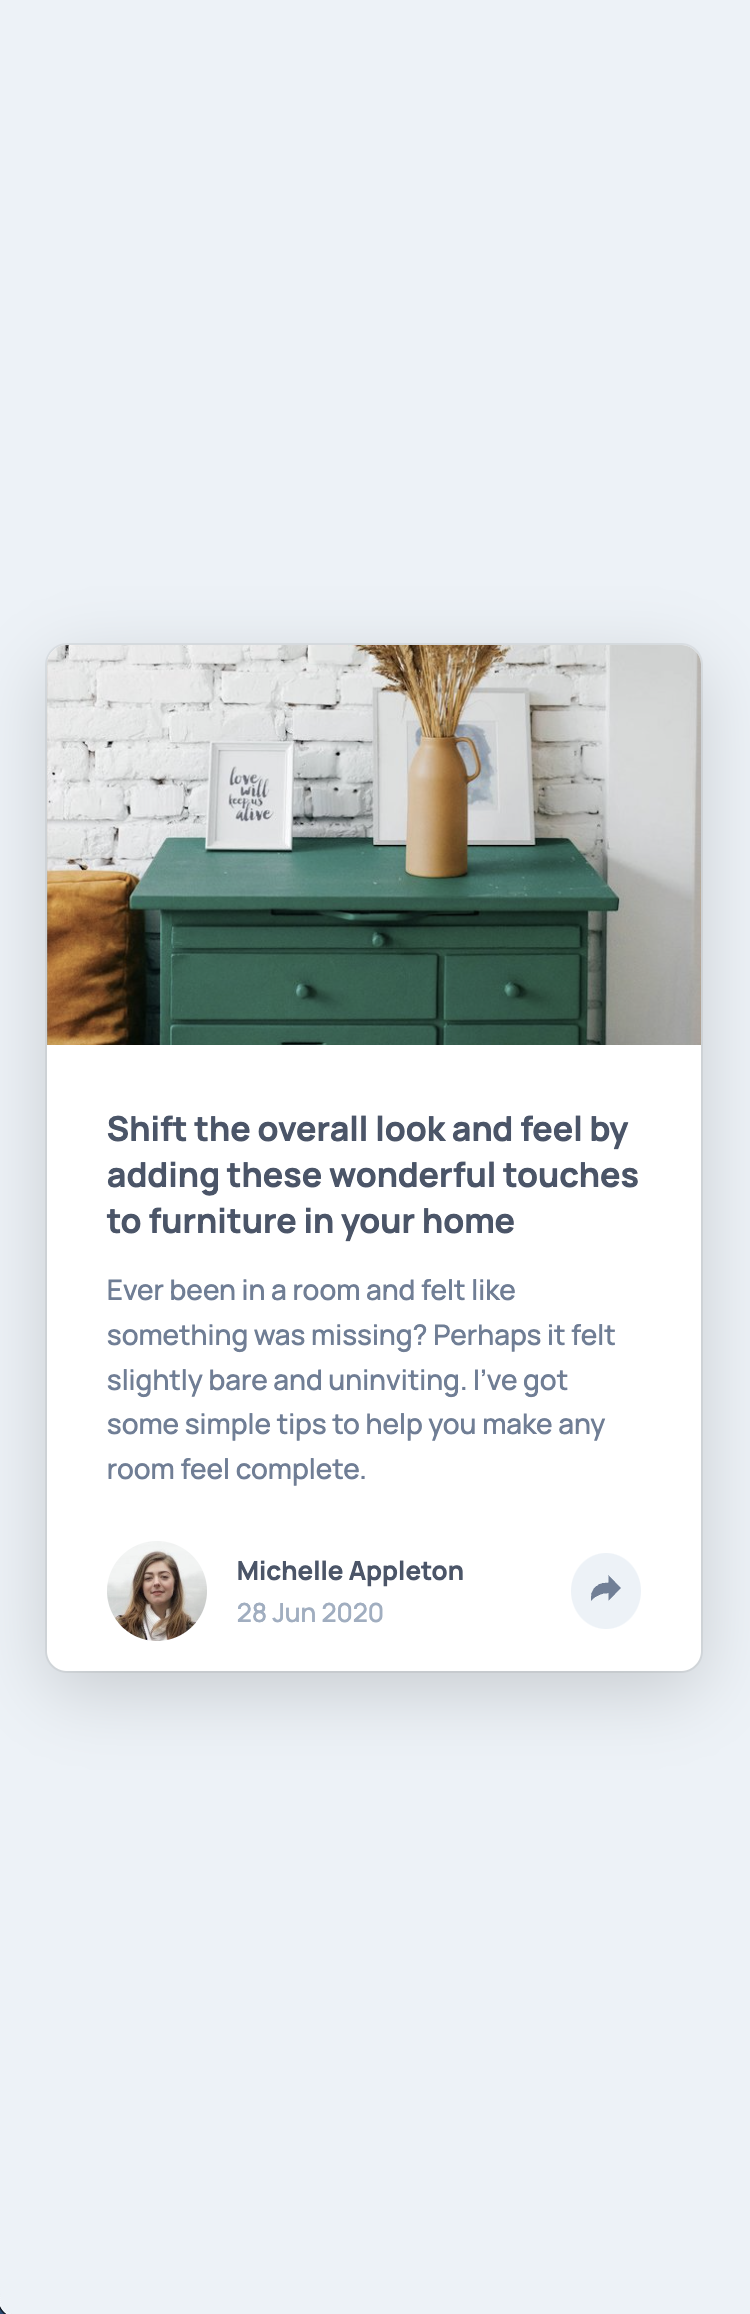 love
will
keep us
alive
Shift the overall look and feel by
adding these wonderful touches
to furniture in your home
Ever been in a room and felt like
something was missing? Perhaps it felt
slightly bare and uninviting. I’ve got
some simple tips to help you make any
room feel complete.
Michelle Appleton
28 Jun 2020